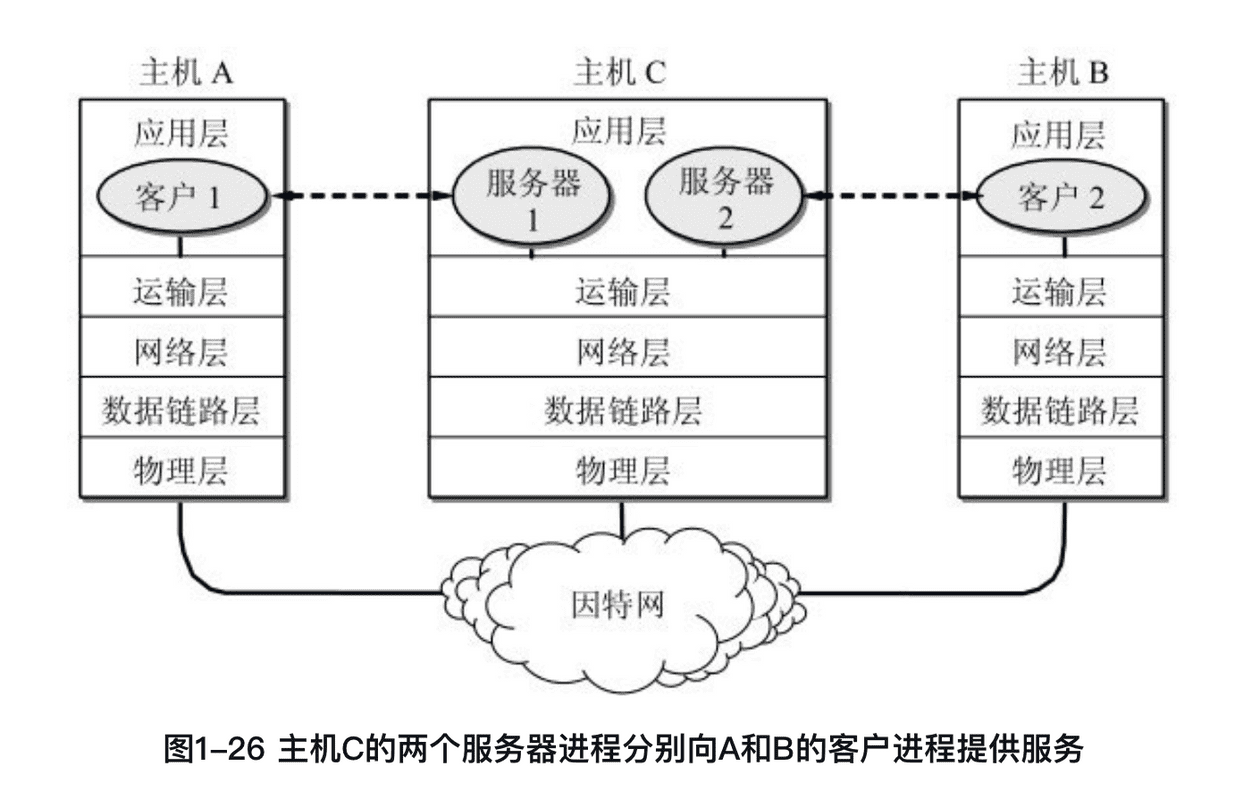 主机 A
主机 C
主机 B
应用层
应用层
应用层
客户 1
服务器
1
服务器
2
客户 2
运输层
运输层
运输层
网络层
网络层
网络层
数据链路层
数据链路层
数据链路层
物理层
物理层
物理层
因特网
图1–26 主机C的两个服务器进程分别向A和B的客户进程提供服务